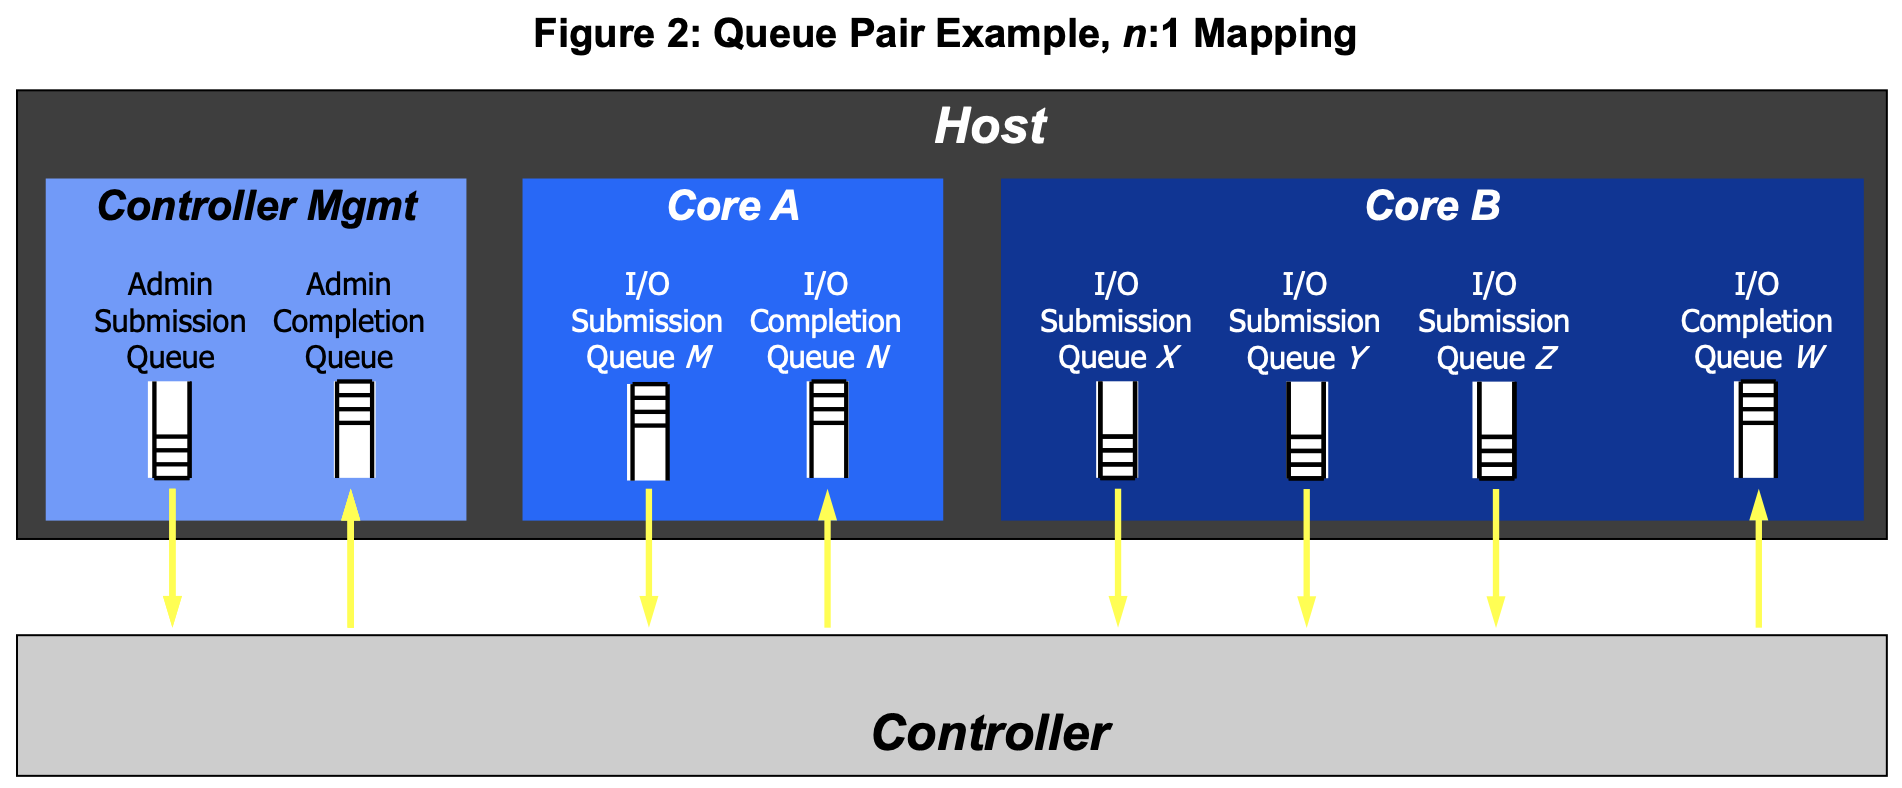 Figure 2: Queue Pair Example, n:1 Mapping
Host
Controller Mgmt
Admin
Submission
Queue
Admin
Completion
Queue
Core A
I/O
Submission
Queue M
I/O
Completion
Queue N
Core B
I/O
Submission
Queue X
I/O
Submission
Queue Y
I/O
Submission
Queue Z
I/O
Completion
Queue W
Controller